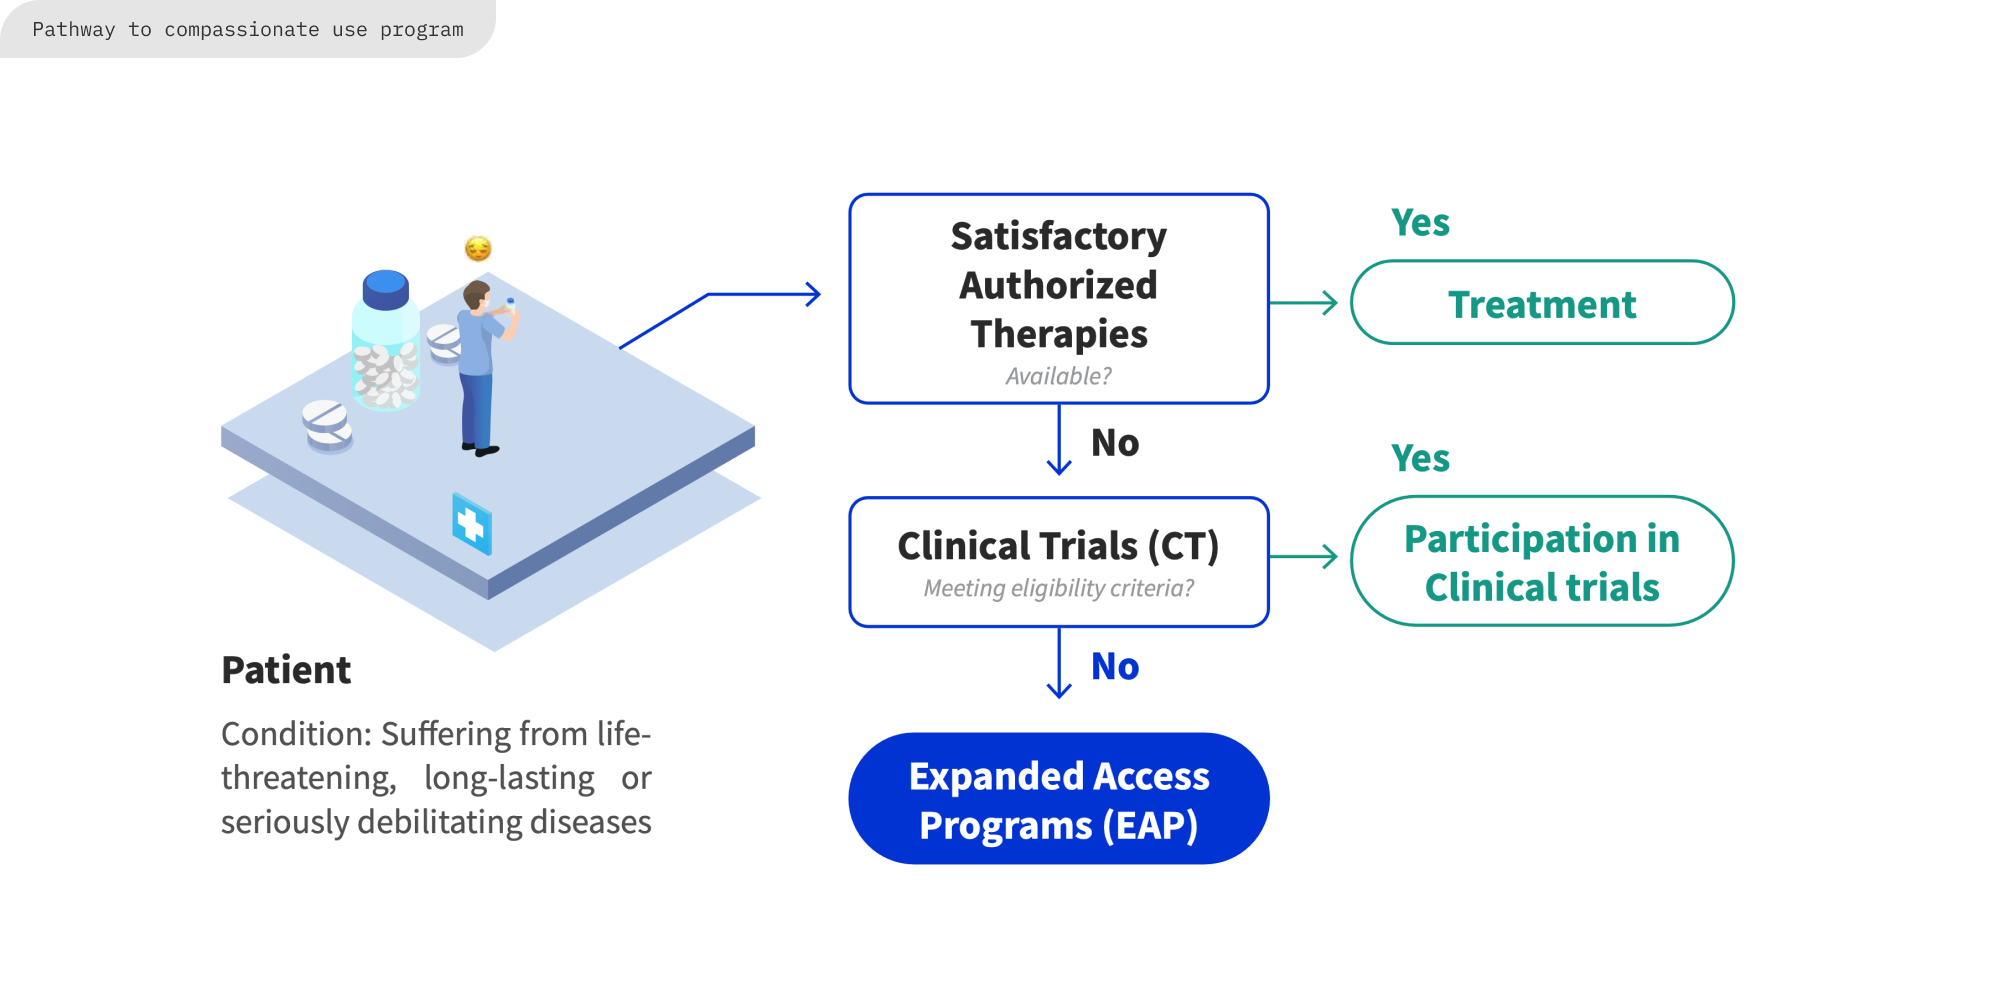 Pathway to compassionate use program
Satisfactory
Authorized
Therapies
Available?
Yes
Treatment
No
Clinical Trials (CT)
Meeting eligibility criteria?
Yes
Participation in
Clinical trials
No
Expanded Access
Programs (EAP)
Patient
Condition: Suffering from life-
threatening, long-lasting or
seriously debilitating diseases